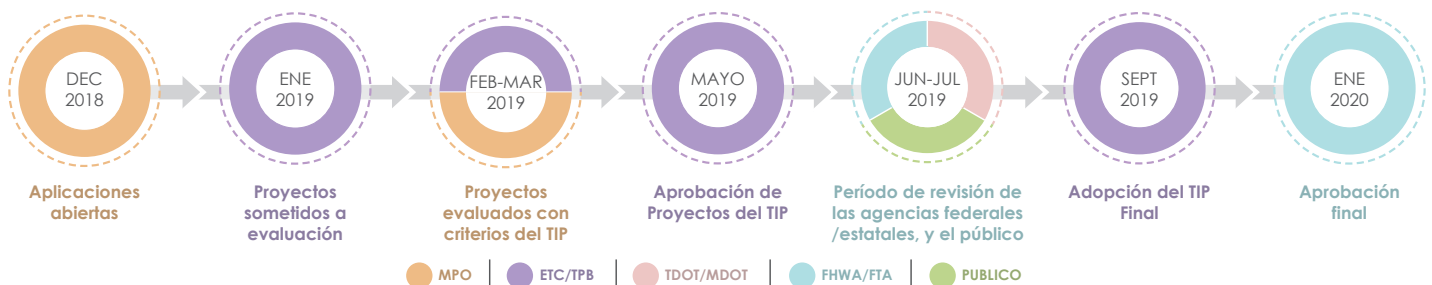 DEC
2018
ENE
2019
FEB-MAR
2019
MAYO
2019
JUN-JUL
2019
SEPT
2019
ENE
2020
Aplicaciones
abiertas
Proyectos
sometidos a
evaluación
Proyectos
evaluados con
criterios del TIP
Aprobación de
Proyectos del TIP
Período de revisión de
las agencias federales
/estatales, y el público
Adopción del TIP
Final
Aprobación
final
MPO
ETC/TPB
TDOT/MDOT
FHWA/FTA
PUBLICO